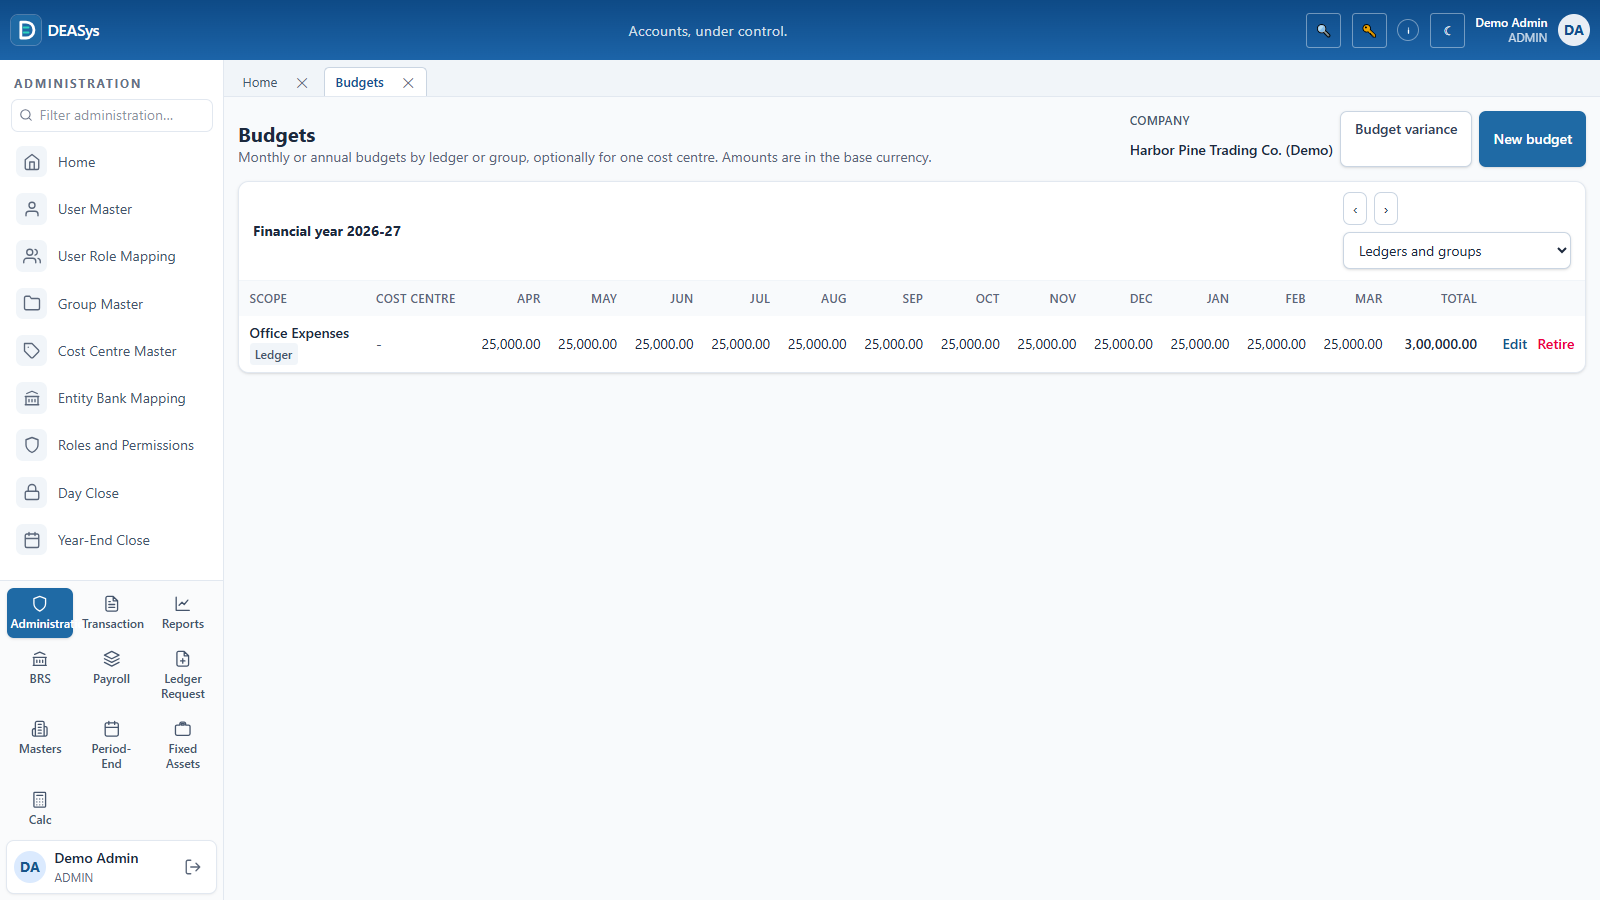 DEASys
Accounts, under control.
Demo Admin
ADMIN
DA
ADMINISTRATION
Filter administration...
Home
User Master
User Role Mapping
Group Master
Cost Centre Master
Entity Bank Mapping
Roles and Permissions
Day Close
Year-End Close
Administrat
Transaction
Reports
BRS
Payroll
Ledger
Request
Masters
Period-
End
Fixed
Assets
Calc
DA
Demo Admin
ADMIN
Home
Budgets
Budgets
Monthly or annual budgets by ledger or group, optionally for one cost centre. Amounts are in the base currency.
COMPANY
Harbor Pine Trading Co. (Demo)
Budget variance
New budget
Financial year 2026-27
‹ ›
Ledgers and groups
SCOPE COST CENTRE APR MAY JUN JUL AUG SEP OCT NOV DEC JAN FEB MAR TOTAL
Office Expenses
Ledger
- 25,000.00 25,000.00 25,000.00 25,000.00 25,000.00 25,000.00 25,000.00 25,000.00 25,000.00 25,000.00 25,000.00 25,000.00 3,00,000.00 Edit Retire